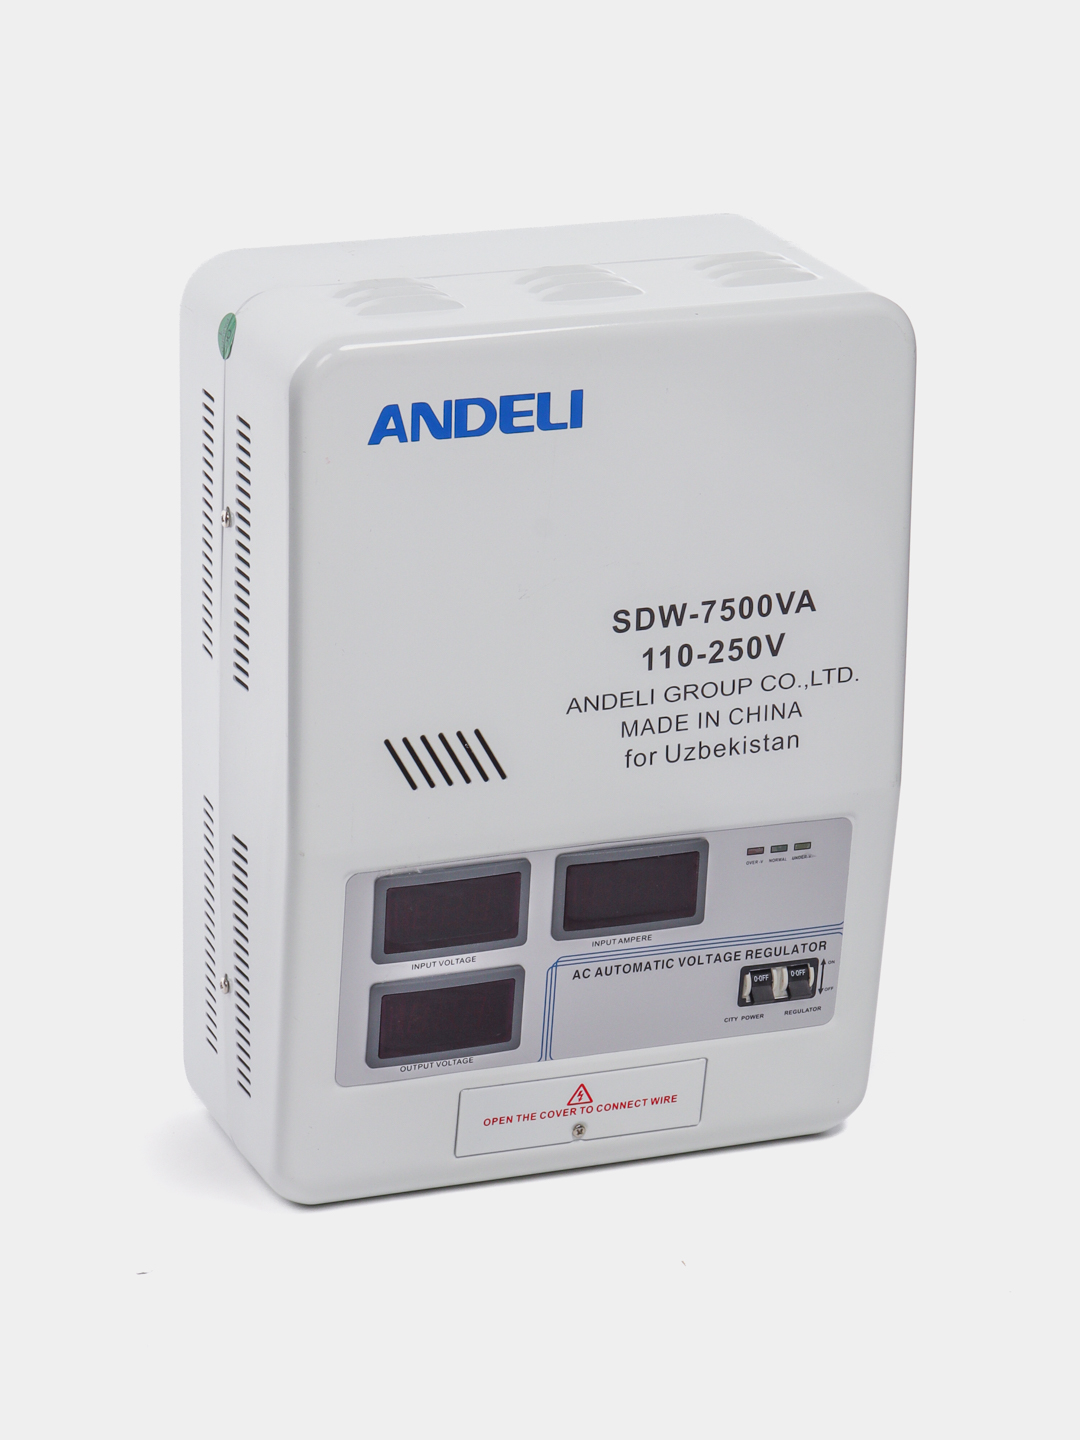 ANDELI
SDW-7500VA
110-250V
ANDELI GROUP CO.,LTD.
MADE IN CHINA
for Uzbekistan
OVER-V NORMAL
INPUT VOLTAGE
INPUT AMPERE
AC AUTOMATIC VOLTAGE REGULATOR
ON
O·OFF O·OFF
OFF
CITY POWER REGULATOR
OUTPUT VOLTAGE
OPEN THE COVER TO CONNECT WIRE